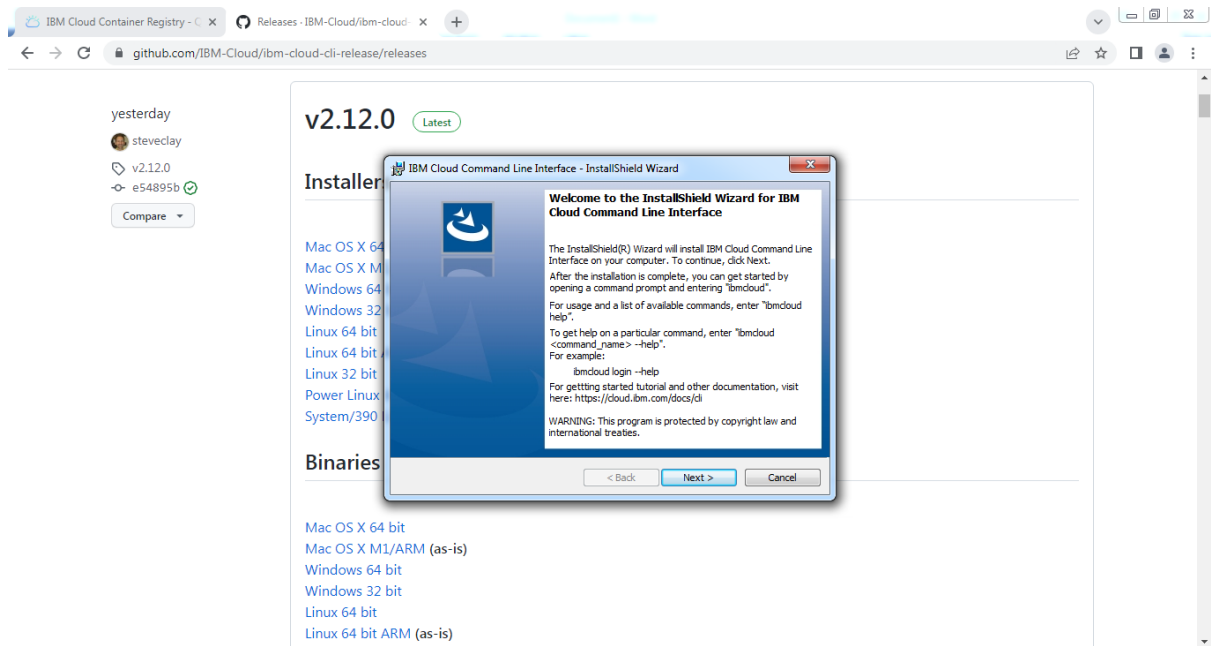 IBM Cloud Container Registry -
Releases · IBM-Cloud/ibm-cloud-
github.com/IBM-Cloud/ibm-cloud-cli-release/releases
yesterday
steveclay
v2.12.0
e54895b
Compare
v2.12.0
Latest
Installer
Mac OS X 64
Mac OS X M
Windows 64
Windows 32
Linux 64 bit
Linux 64 bit
Linux 32 bit
Power Linux
System/390
IBM Cloud Command Line Interface - InstallShield Wizard
Welcome to the InstallShield Wizard for IBM
Cloud Command Line Interface
The InstallShield(R) Wizard will install IBM Cloud Command Line
Interface on your computer. To continue, click Next.
After the installation is complete, you can get started by
opening a command prompt and entering "ibmcloud".
For usage and a list of available commands, enter "ibmcloud
help".
To get help on a particular command, enter "ibmcloud
<command_name> --help".
For example:
ibmcloud login --help
For gettting started tutorial and other documentation, visit
here: https://cloud.ibm.com/docs/cli
WARNING: This program is protected by copyright law and
international treaties.
< Back
Next >
Cancel
Binaries
Mac OS X 64 bit
Mac OS X M1/ARM (as-is)
Windows 64 bit
Windows 32 bit
Linux 64 bit
Linux 64 bit ARM (as-is)